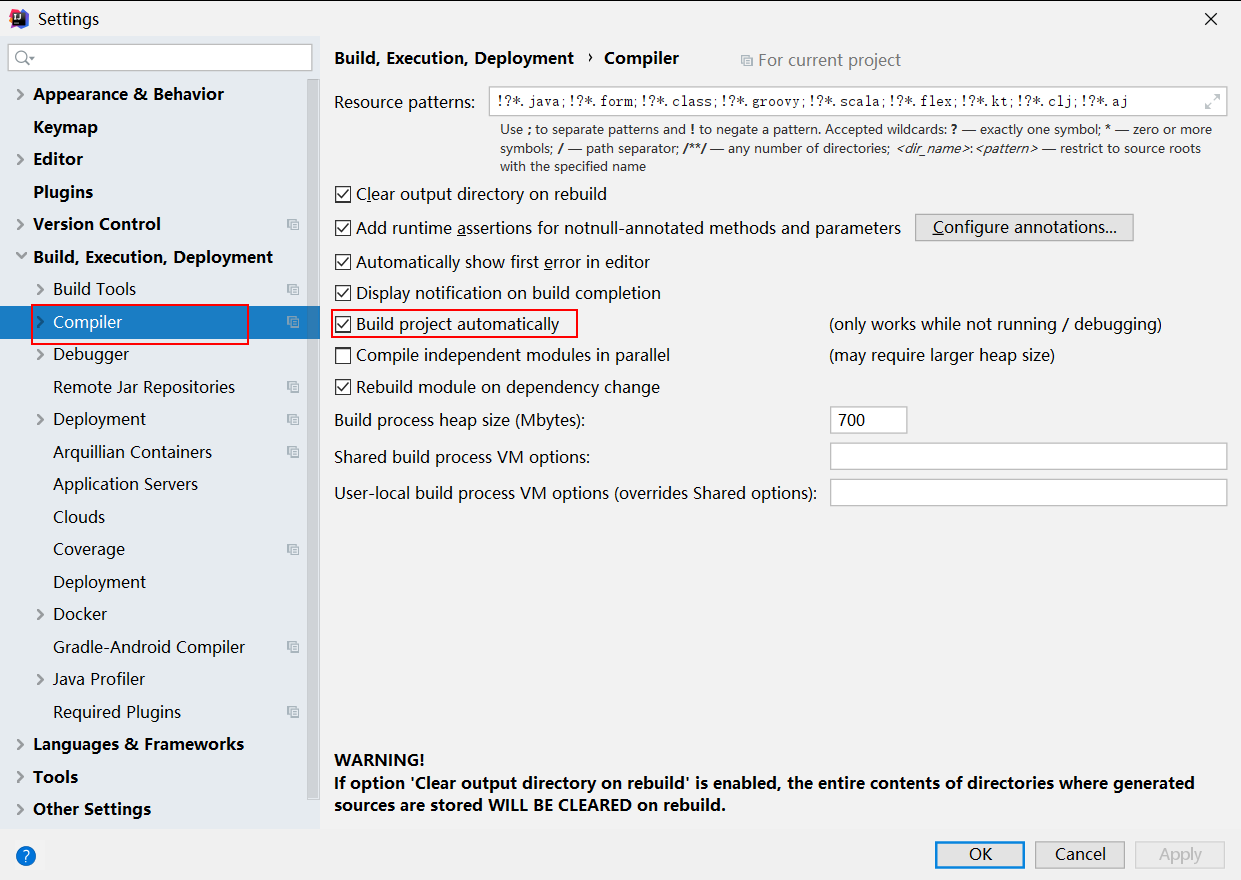 Settings
Appearance & Behavior
Keymap
Editor
Plugins
Version Control
Build, Execution, Deployment
Build Tools
Compiler
Debugger
Remote Jar Repositories
Deployment
Arquillian Containers
Application Servers
Clouds
Coverage
Deployment
Docker
Gradle-Android Compiler
Java Profiler
Required Plugins
Languages & Frameworks
Tools
Other Settings
Build, Execution, Deployment › Compiler For current project
Resource patterns: !?*.java;!?*.form;!?*.class;!?*.groovy;!?*.scala;!?*.flex;!?*.kt;!?*.clj;!?*.aj
Use ; to separate patterns and ! to negate a pattern. Accepted wildcards: ? — exactly one symbol; * — zero or more
symbols; / — path separator; /**/ — any number of directories; <dir_name>:<pattern> — restrict to source roots
with the specified name
Clear output directory on rebuild
Add runtime assertions for notnull-annotated methods and parameters Configure annotations...
Automatically show first error in editor
Display notification on build completion
Build project automatically (only works while not running / debugging)
Compile independent modules in parallel (may require larger heap size)
Rebuild module on dependency change
Build process heap size (Mbytes): 700
Shared build process VM options:
User-local build process VM options (overrides Shared options):
WARNING!
If option 'Clear output directory on rebuild' is enabled, the entire contents of directories where generated
sources are stored WILL BE CLEARED on rebuild.
? OK Cancel Apply